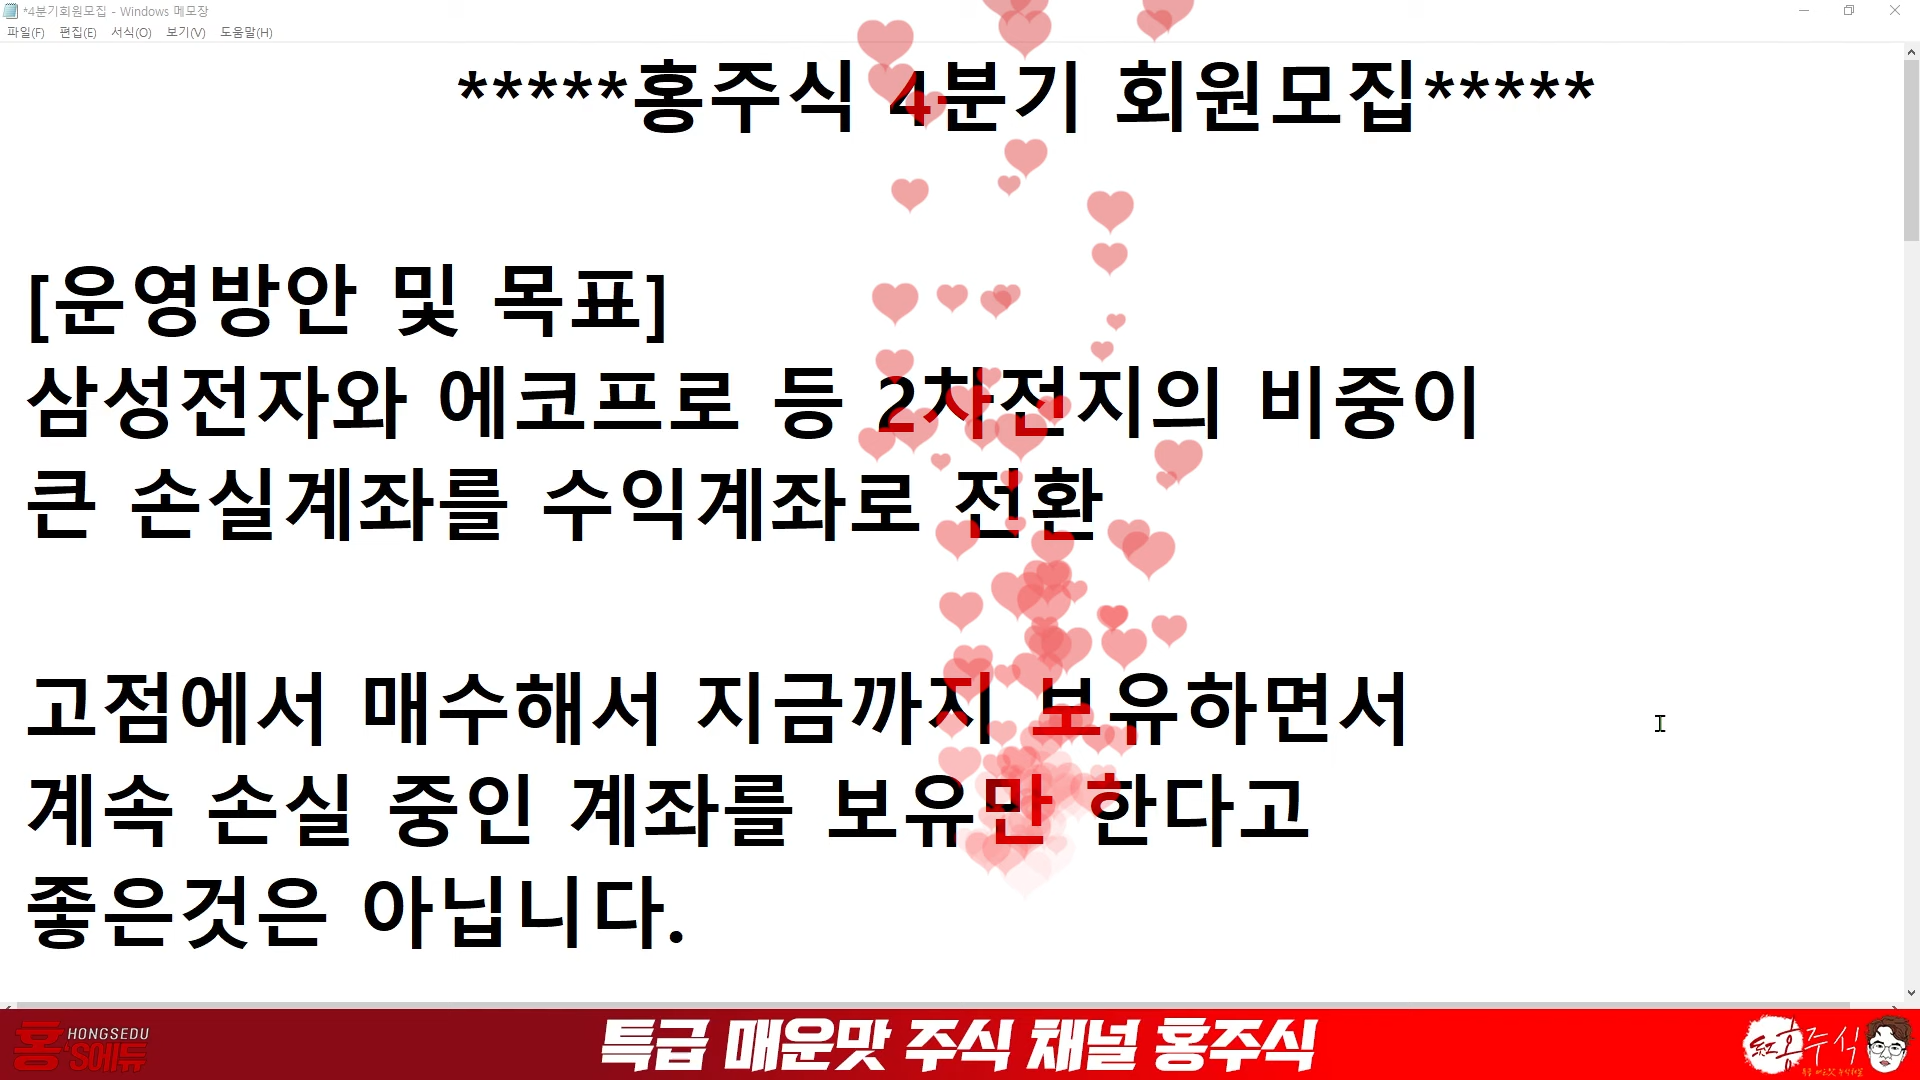 *4분기회원모집 - Windows 메모장
파일(F) 편집(E) 서식(O) 보기(V) 도움말(H)
*****홍주식 4분기 회원모집*****
[운영방안 및 목표]
삼성전자와 에코프로 등 2차전지의 비중이
큰 손실계좌를 수익계좌로 전환
고점에서 매수해서 지금까지 보유하면서
계속 손실 중인 계좌를 보유만 한다고
좋은것은 아닙니다.
홍 HONGSEDU
'S에듀
특급 매운맛 주식 채널 홍주식
홍주식